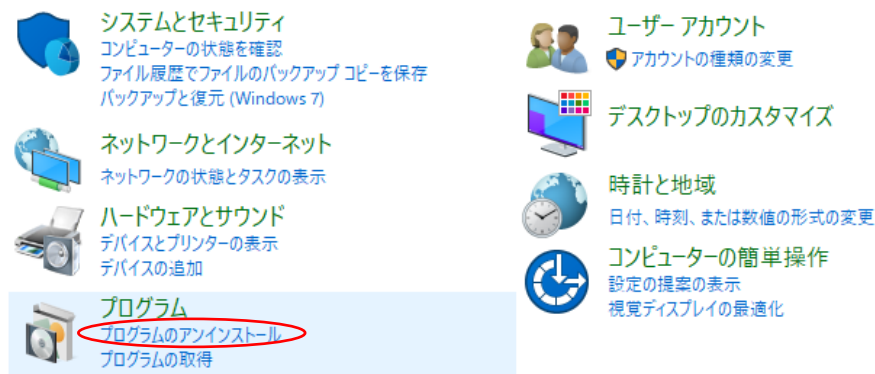 システムとセキュリティ
コンピューターの状態を確認
ファイル履歴でファイルのバックアップ コピーを保存
バックアップと復元 (Windows 7)
ネットワークとインターネット
ネットワークの状態とタスクの表示
ハードウェアとサウンド
デバイスとプリンターの表示
デバイスの追加
プログラム
プログラムのアンインストール
プログラムの取得
ユーザー アカウント
アカウントの種類の変更
デスクトップのカスタマイズ
時計と地域
日付、時刻、または数値の形式の変更
コンピューターの簡単操作
設定の提案の表示
視覚ディスプレイの最適化